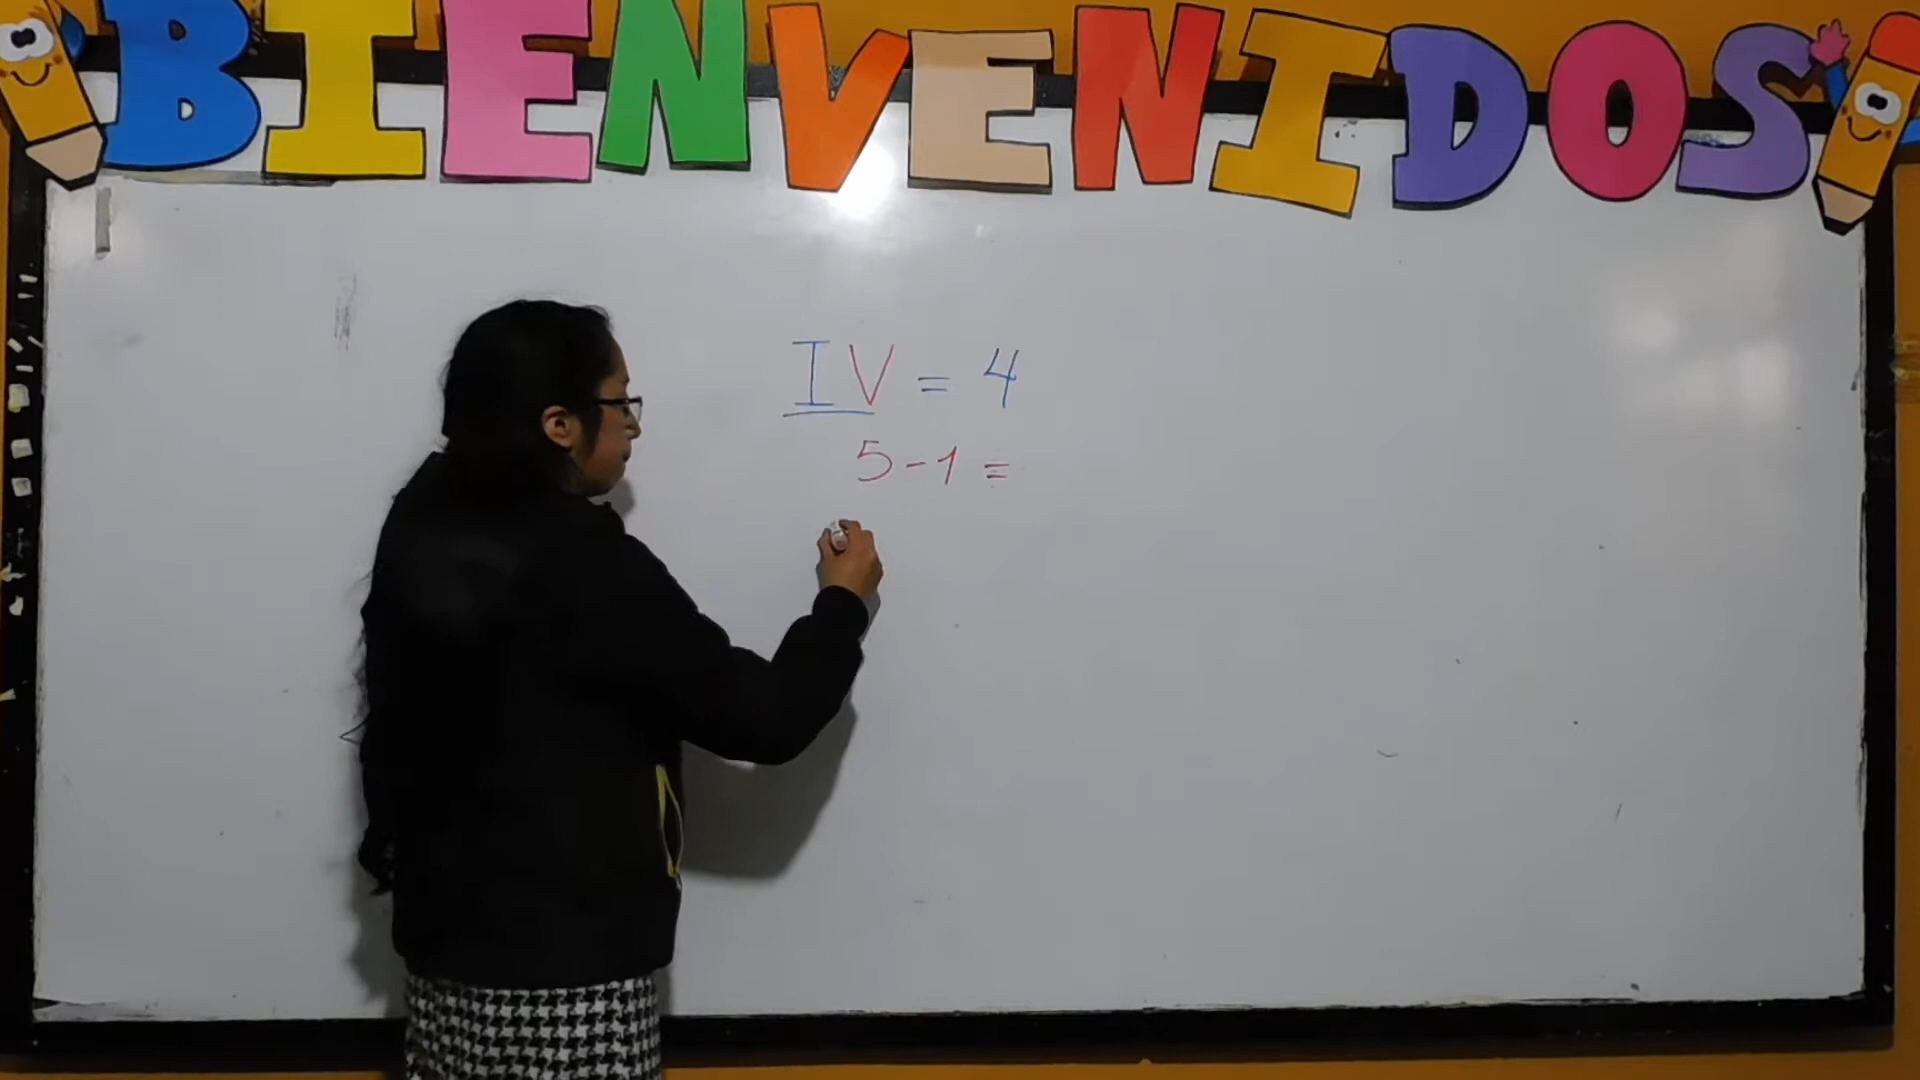 BIENVENIDOS
IV = 4
5-1 =